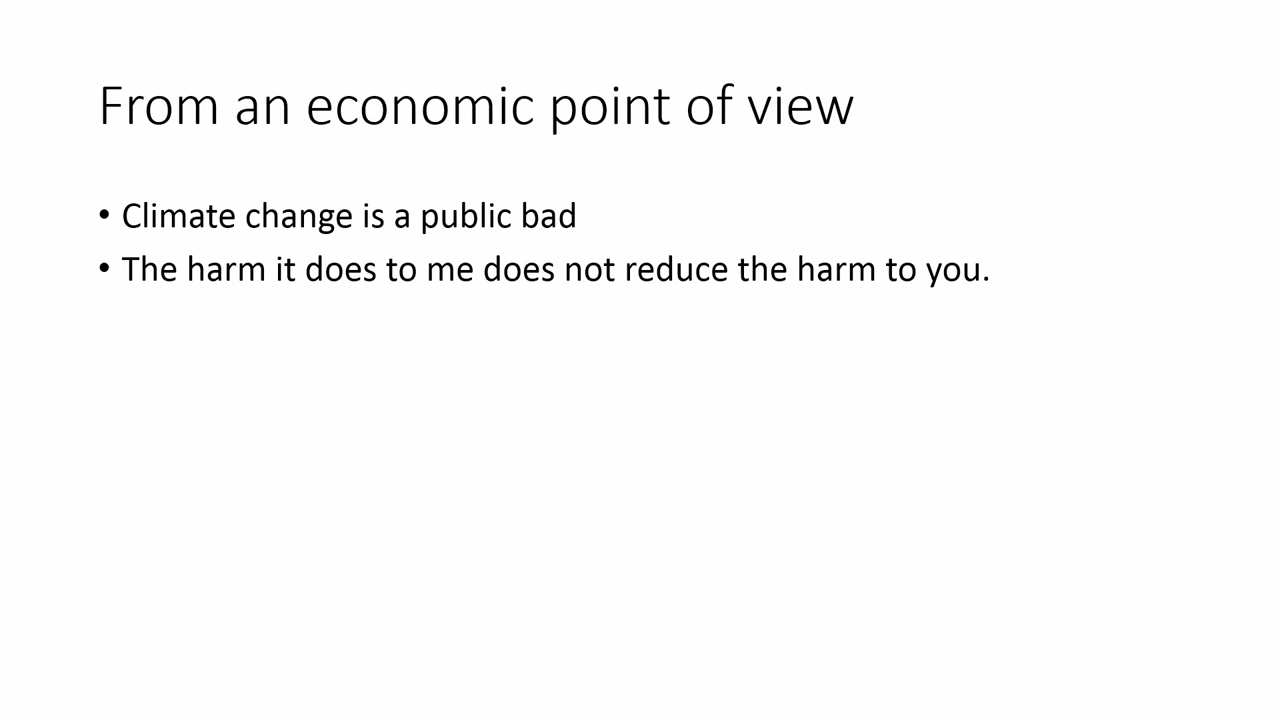 From an economic point of view
• Climate change is a public bad
• The harm it does to me does not reduce the harm to you.